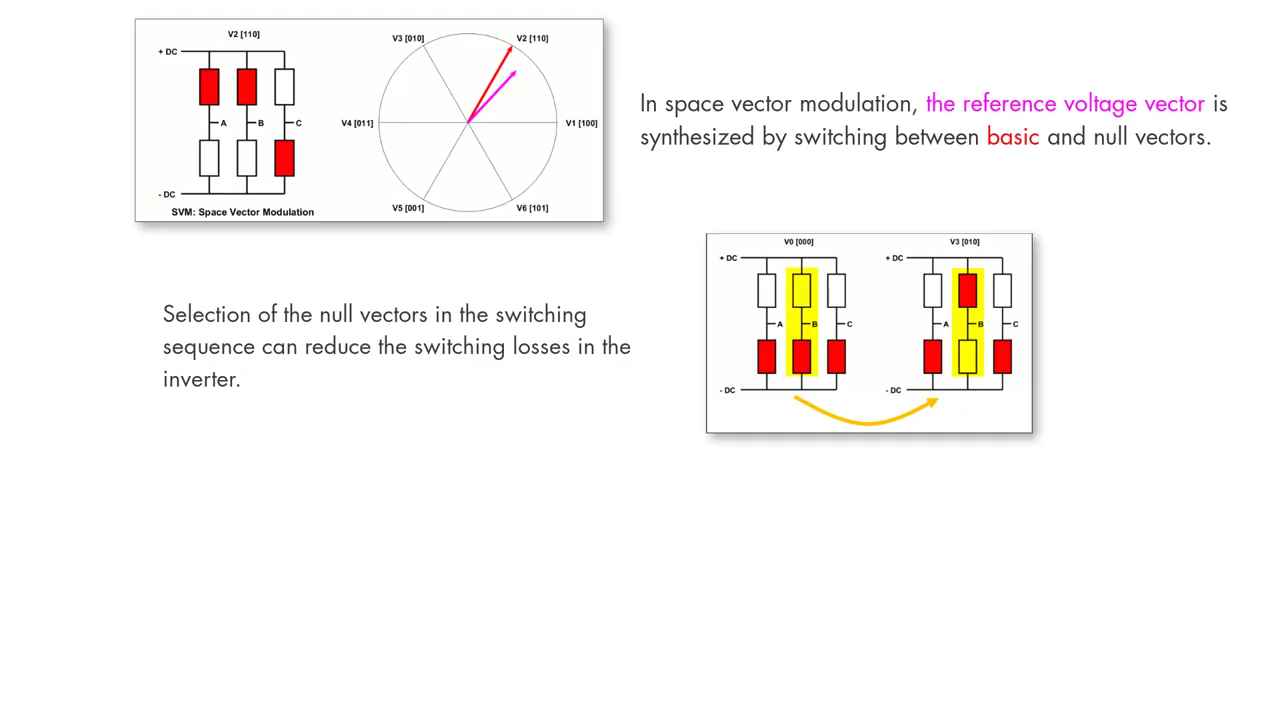 V2 [110]
+ DC
A
B
C
- DC
SVM: Space Vector Modulation
V3 [010]
V2 [110]
V4 [011]
V1 [100]
V5 [001]
V6 [101]
In space vector modulation, the reference voltage vector is
synthesized by switching between basic and null vectors.
Selection of the null vectors in the switching
sequence can reduce the switching losses in the
inverter.
V0 [000]
+ DC
A
B
C
- DC
V3 [010]
+ DC
A
B
C
- DC